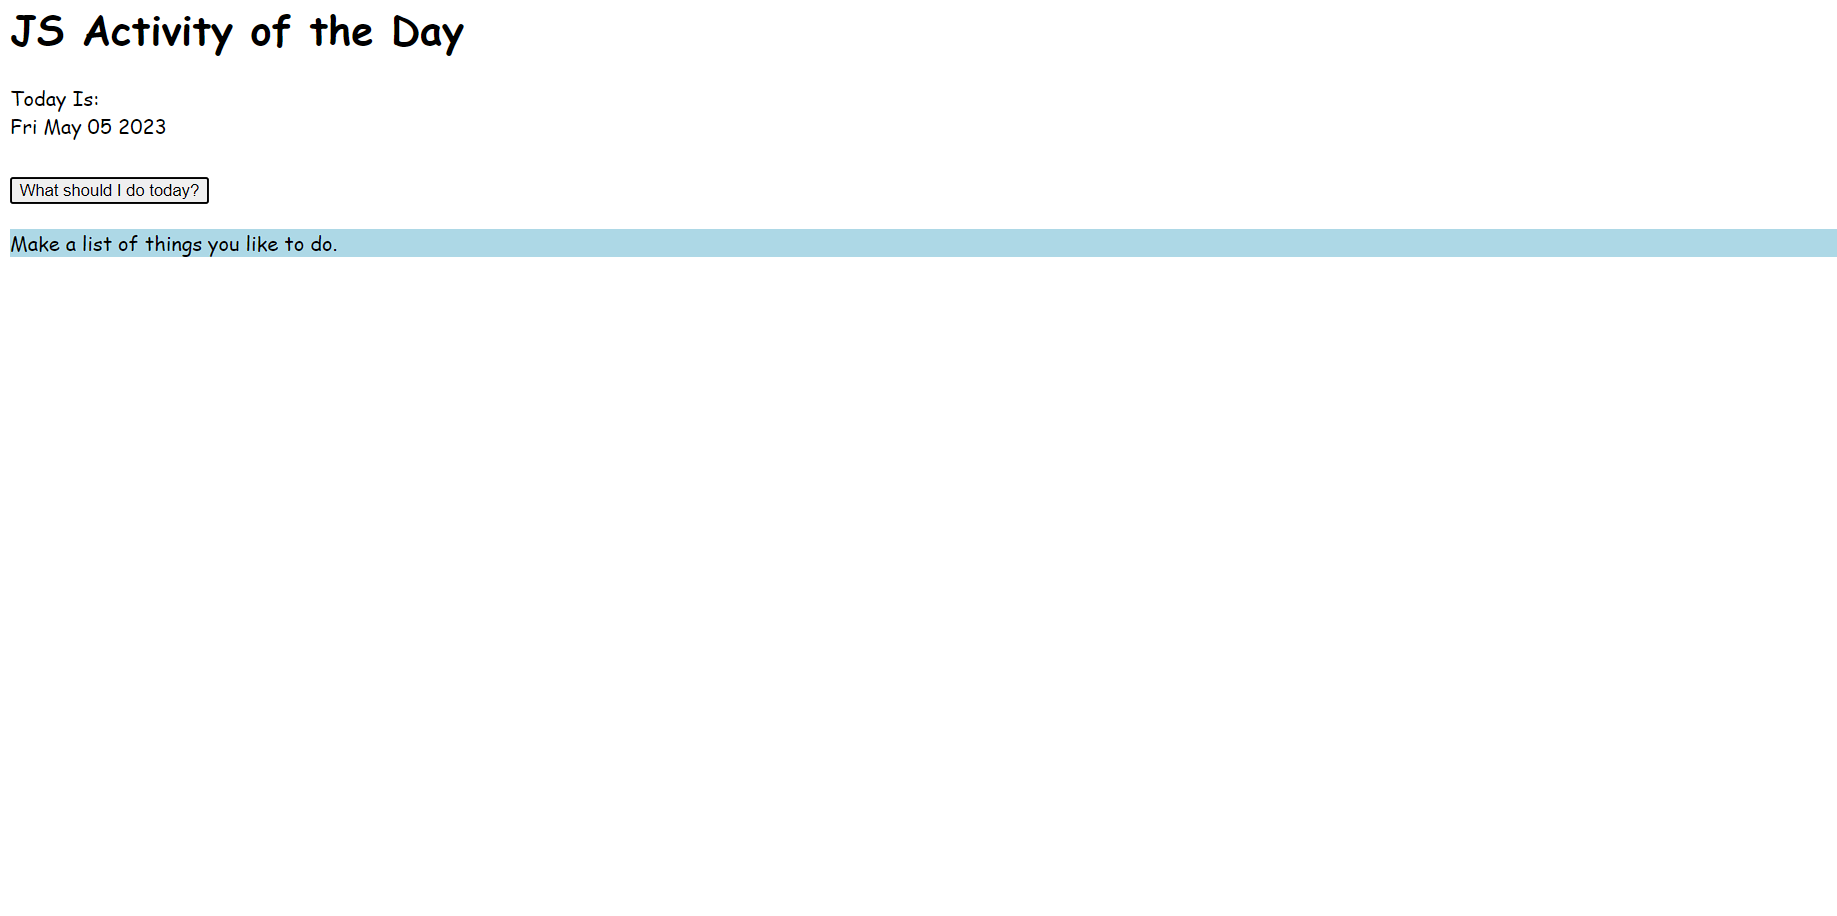 JS Activity of the Day
Today Is:
Fri May 05 2023
What should I do today?
Make a list of things you like to do.